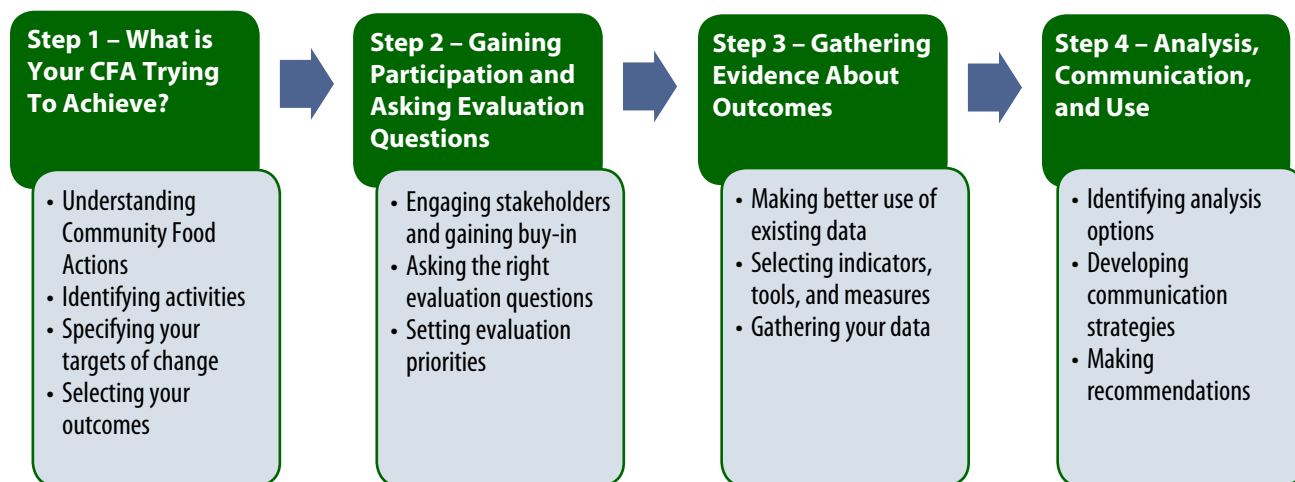 Step 1 – What is
Your CFA Trying
To Achieve?
• Understanding
Community Food
Actions
• Identifying activities
• Specifying your
targets of change
• Selecting your
outcomes
Step 2 – Gaining
Participation and
Asking Evaluation
Questions
• Engaging stakeholders
and gaining buy-in
• Asking the right
evaluation questions
• Setting evaluation
priorities
Step 3 – Gathering
Evidence About
Outcomes
• Making better use of
existing data
• Selecting indicators,
tools, and measures
• Gathering your data
Step 4 – Analysis,
Communication,
and Use
• Identifying analysis
options
• Developing
communication
strategies
• Making
recommendations